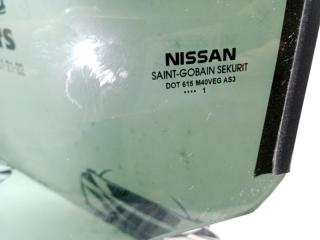 NISSAN
SAINT-GOBAIN SEKURIT
DOT 615 M40VEG AS3
•••• 1